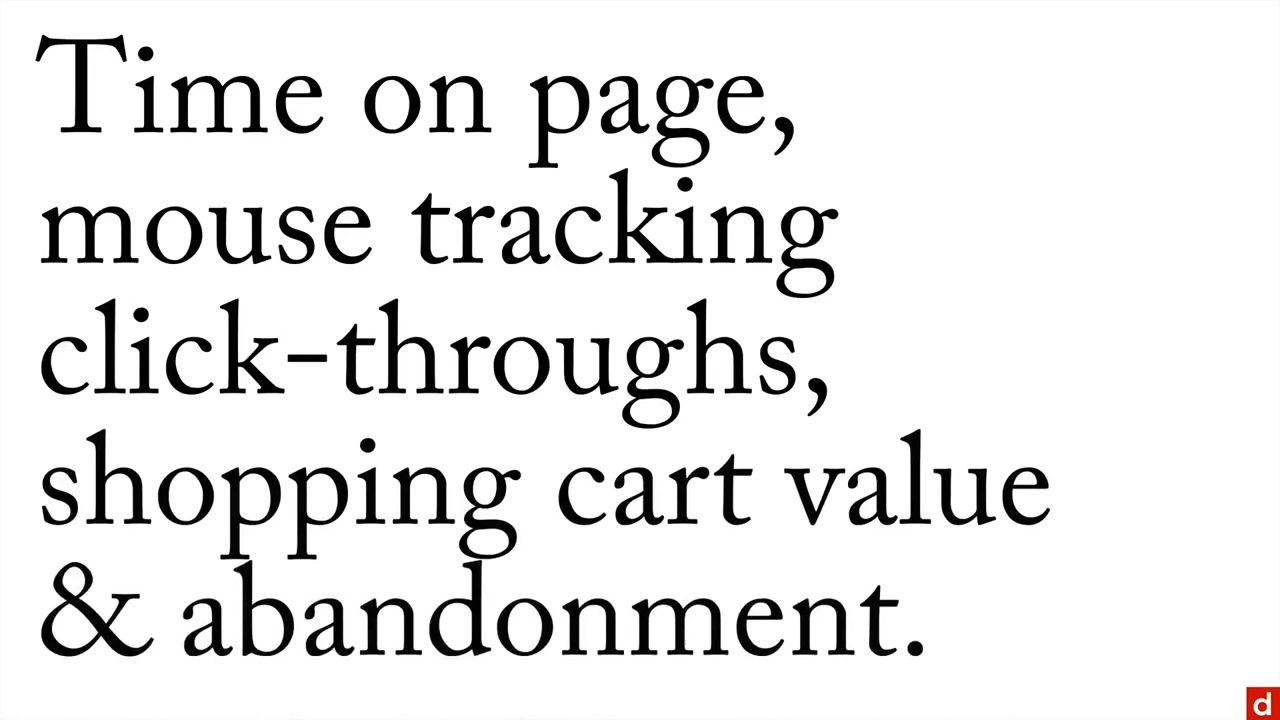 Time on page,
mouse tracking
click-throughs,
shopping cart value
& abandonment.
d